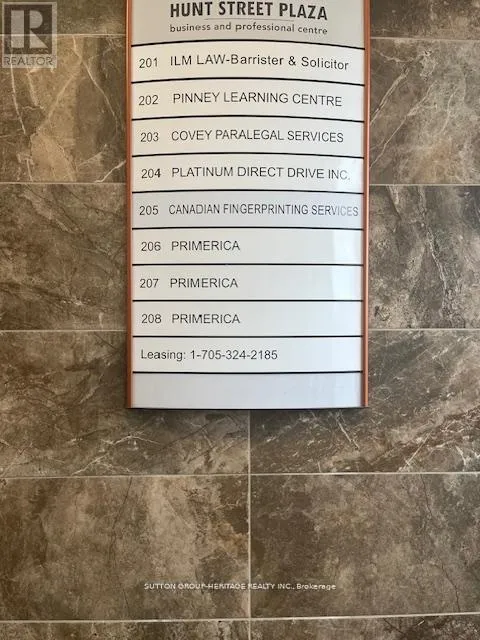 HUNT STREET PLAZA
business and professional centre
201 ILM LAW-Barrister & Solicitor
202 PINNEY LEARNING CENTRE
203 COVEY PARALEGAL SERVICES
204 PLATINUM DIRECT DRIVE INC.
205 CANADIAN FINGERPRINTING SERVICES
206 PRIMERICA
207 PRIMERICA
208 PRIMERICA
Leasing: 1-705-324-2185
R
REALTOR®
SUTTON GROUP-HERITAGE REALTY INC., Brokerage